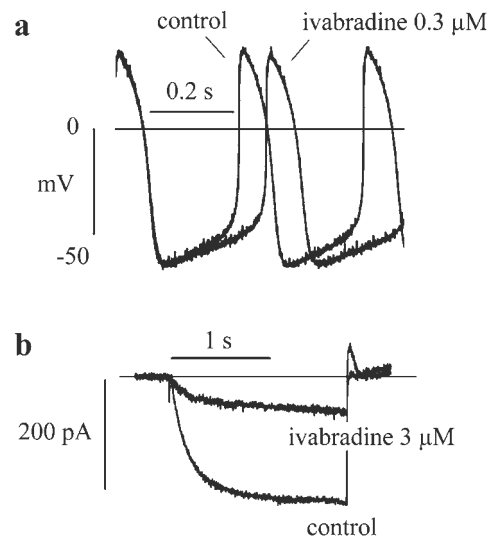 a
control
ivabradine 0.3 μM
0.2 s
0
mV
-50
b
1 s
200 pA
ivabradine 3 μM
control